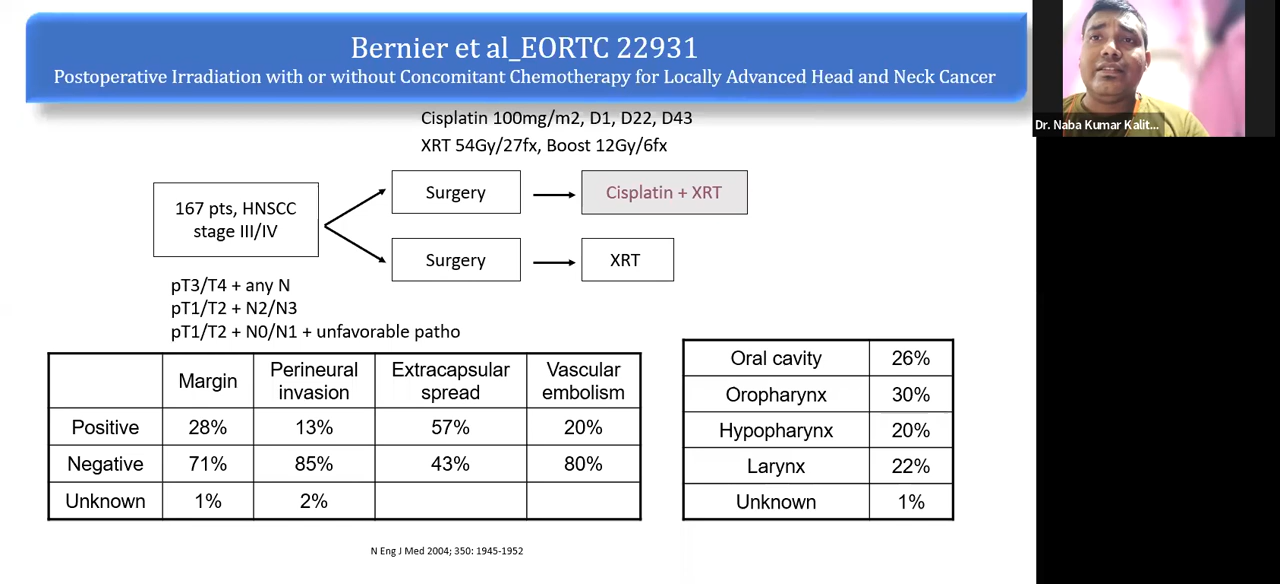 Bernier et al_EORTC 22931
Postoperative Irradiation with or without Concomitant Chemotherapy for Locally Advanced Head and Neck Cancer
Dr. Naba Kumar Kalit...
Cisplatin 100mg/m2, D1, D22, D43
XRT 54Gy/27fx, Boost 12Gy/6fx
167 pts, HNSCC
stage III/IV
Surgery
Cisplatin + XRT
Surgery
XRT
pT3/T4 + any N
pT1/T2 + N2/N3
pT1/T2 + N0/N1 + unfavorable patho
Margin Perineural invasion Extracapsular spread Vascular embolism
Positive 28% 13% 57% 20%
Negative 71% 85% 43% 80%
Unknown 1% 2%
Oral cavity 26%
Oropharynx 30%
Hypopharynx 20%
Larynx 22%
Unknown 1%
N Eng J Med 2004; 350: 1945-1952